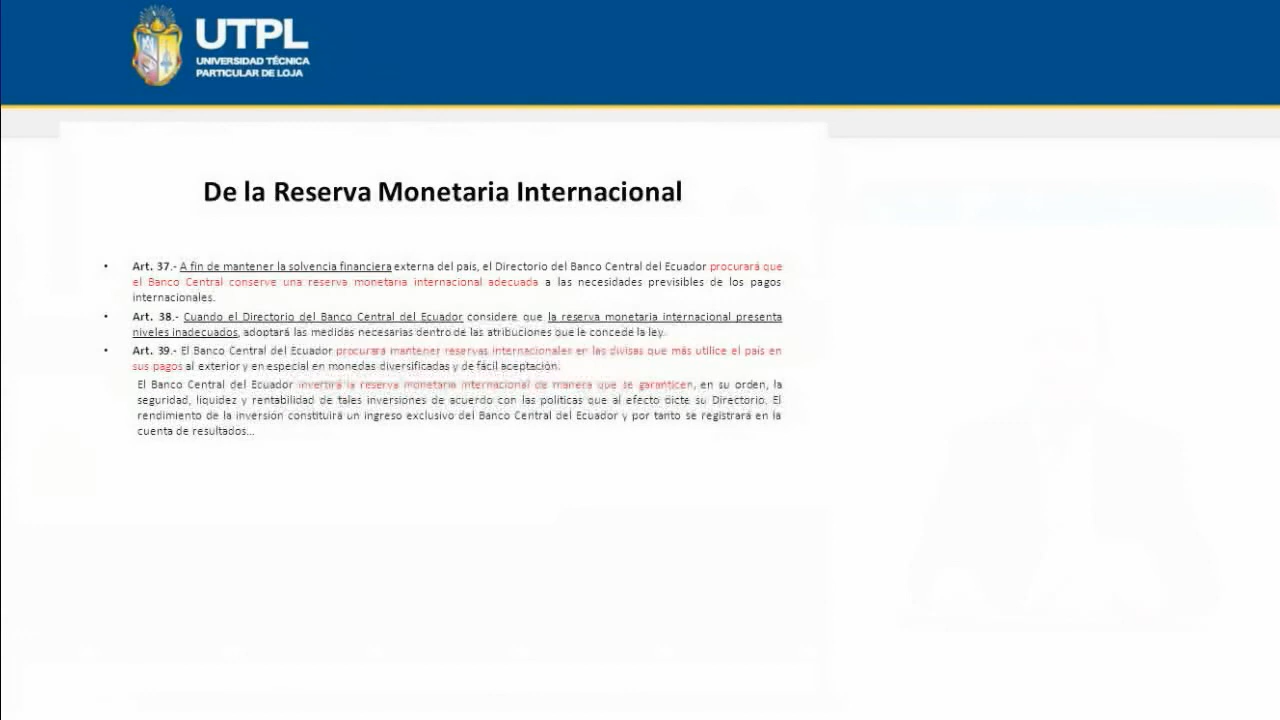 UTPL
UNIVERSIDAD TÉCNICA
PARTICULAR DE LOJA
De la Reserva Monetaria Internacional
• Art. 37.- A fin de mantener la solvencia financiera externa del país, el Directorio del Banco Central del Ecuador procurará que
el Banco Central conserve una reserva monetaria internacional adecuada a las necesidades previsibles de los pagos
internacionales.
• Art. 38.- Cuando el Directorio del Banco Central del Ecuador considere que la reserva monetaria internacional presenta
niveles inadecuados, adoptará las medidas necesarias dentro de las atribuciones que le concede la ley.
• Art. 39.- El Banco Central del Ecuador procurará mantener reservas internacionales en las divisas que más utilice el país en
sus pagos al exterior y en especial en monedas diversificadas y de fácil aceptación.
El Banco Central del Ecuador invertirá la reserva monetaria internacional de manera que se garanticen, en su orden, la
seguridad, liquidez y rentabilidad de tales inversiones de acuerdo con las políticas que al efecto dicte su Directorio. El
rendimiento de la inversión constituirá un ingreso exclusivo del Banco Central del Ecuador y por tanto se registrará en la
cuenta de resultados...